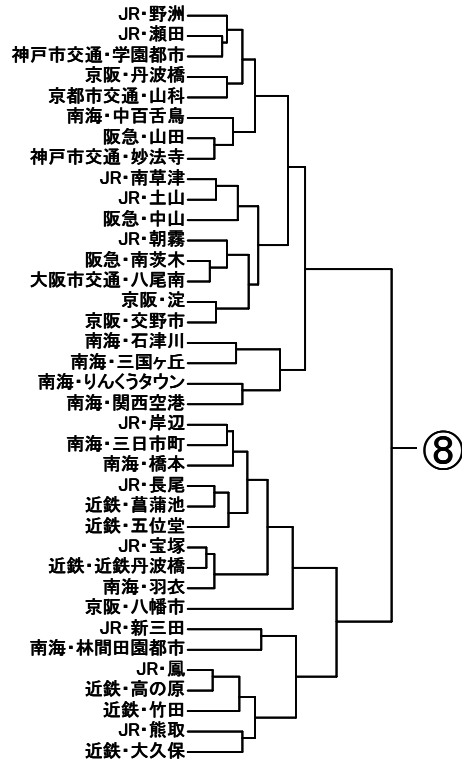 JR・野洲
JR・瀬田
神戸市交通・学園都市
京阪・丹波橋
京都市交通・山科
南海・中百舌鳥
阪急・山田
神戸市交通・妙法寺
JR・南草津
JR・土山
阪急・中山
JR・朝霧
阪急・南茨木
大阪市交通・八尾南
京阪・淀
京阪・交野市
南海・石津川
南海・三国ヶ丘
南海・りんくうタウン
南海・関西空港
JR・岸辺
南海・三日市町
南海・橋本
JR・長尾
近鉄・菖蒲池
近鉄・五位堂
JR・宝塚
近鉄・近鉄丹波橋
南海・羽衣
京阪・八幡市
JR・新三田
南海・林間田園都市
JR・鳳
近鉄・高の原
近鉄・竹田
JR・熊取
近鉄・大久保
⑧